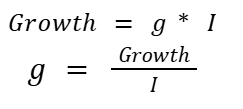 Growth = g * I
g = Growth / I